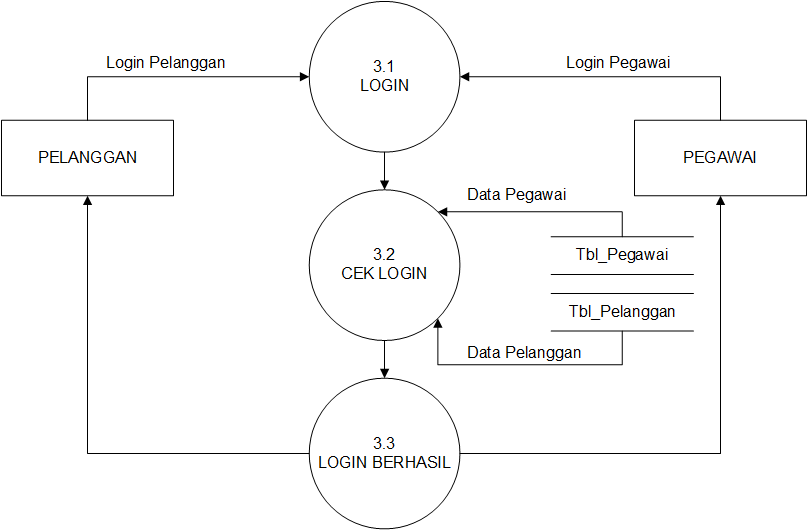 Login Pelanggan
3.1
LOGIN
Login Pegawai
PELANGGAN
PEGAWAI
Data Pegawai
3.2
CEK LOGIN
Tbl_Pegawai
Tbl_Pelanggan
Data Pelanggan
3.3
LOGIN BERHASIL